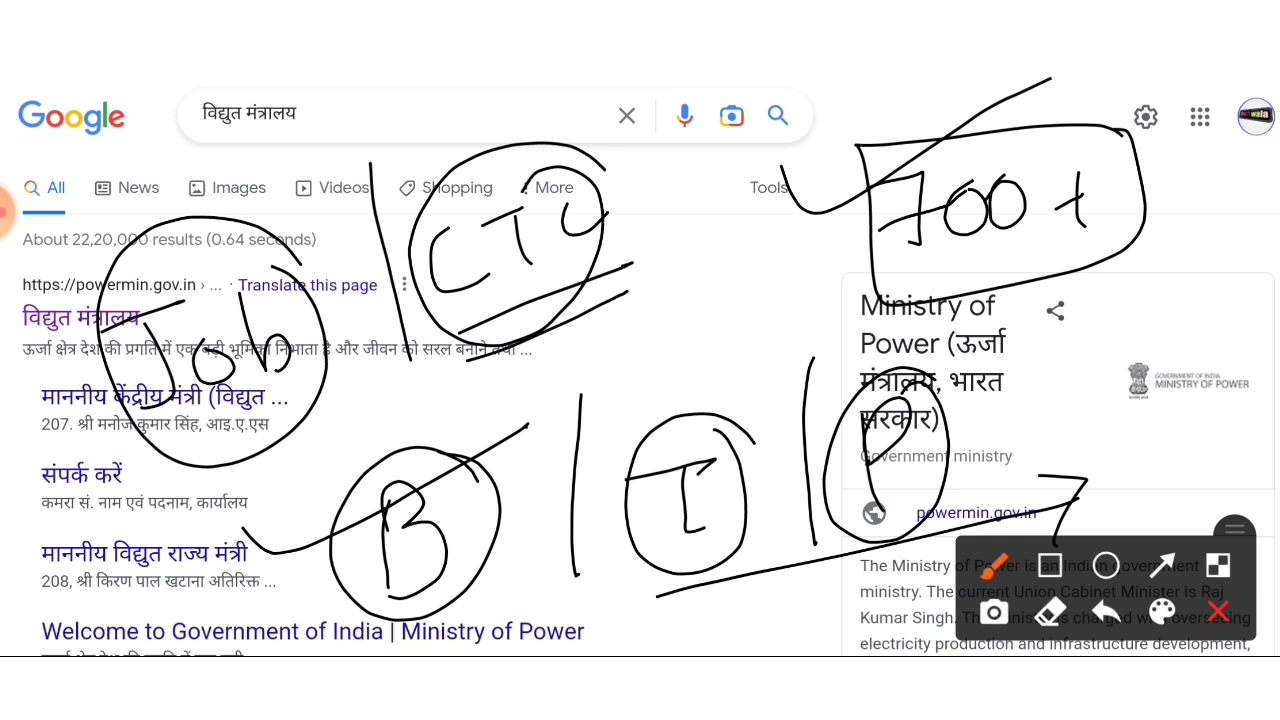 Google
विद्युत मंत्रालय
All
News
Images
Videos
Shopping
More
Tools
About 22,20,000 results (0.64 seconds)
https://powermin.gov.in › ... · Translate this page
विद्युत मंत्रालय
ऊर्जा क्षेत्र देश की प्रगति में एक बड़ी भूमिका निभाता है और जीवन को सरल बनाने तथा ...
माननीय केंद्रीय मंत्री (विद्युत ...
207. श्री मनोज कुमार सिंह, आइ.ए.एस
संपर्क करें
कमरा सं. नाम एवं पदनाम, कार्यालय
माननीय विद्युत राज्य मंत्री
208, श्री किरण पाल खटाना अतिरिक्त ...
Welcome to Government of India | Ministry of Power
Job
CTC
700+
B
I
P
Ministry of
Power (ऊर्जा
मंत्रालय, भारत
सरकार)
GOVERNMENT OF INDIA
MINISTRY OF POWER
Government ministry
powermin.gov.in
The Ministry of Power is an Indian government
ministry. The current Union Cabinet Minister is Raj
Kumar Singh. The ministry is charged with overseeing
electricity production and infrastructure development,
wala